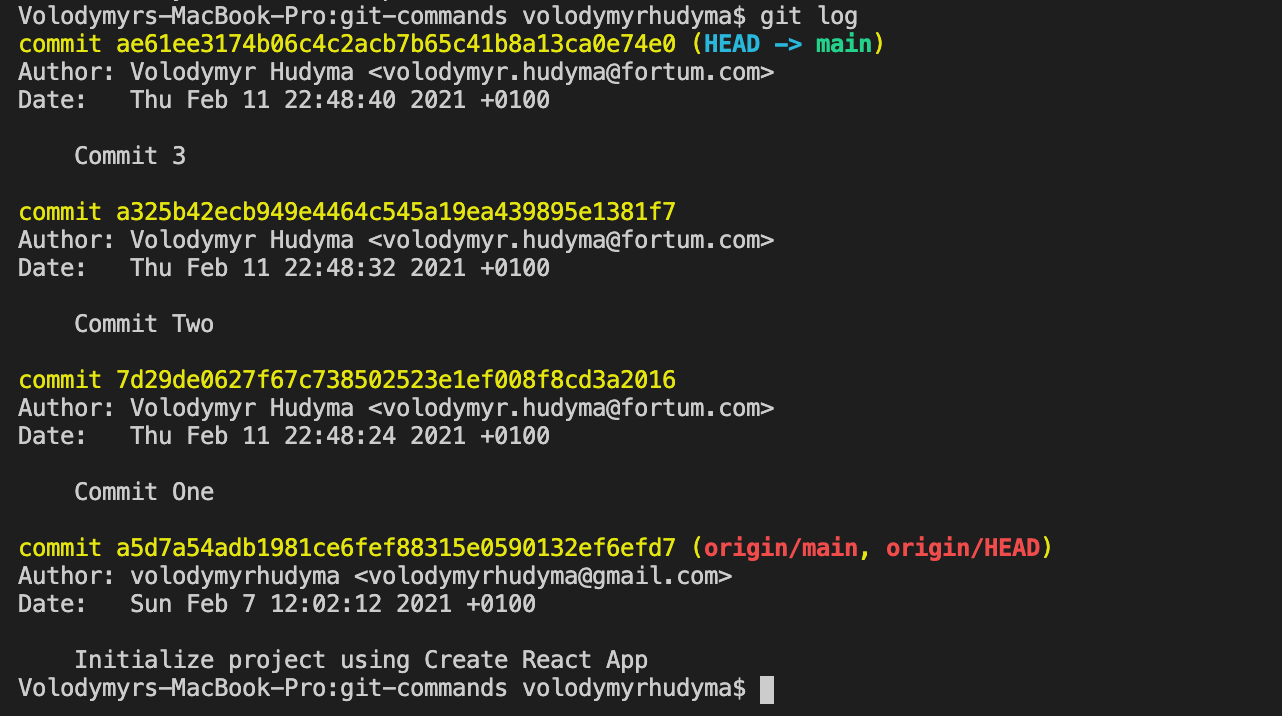 Volodymyrs-MacBook-Pro:git-commands volodymyrhudyma$ git log
commit ae61ee3174b06c4c2acb7b65c41b8a13ca0e74e0 (HEAD -> main)
Author: Volodymyr Hudyma <volodymyr.hudyma@fortum.com>
Date:   Thu Feb 11 22:48:40 2021 +0100
    Commit 3
commit a325b42ecb949e4464c545a19ea439895e1381f7
Author: Volodymyr Hudyma <volodymyr.hudyma@fortum.com>
Date:   Thu Feb 11 22:48:32 2021 +0100
    Commit Two
commit 7d29de0627f67c738502523e1ef008f8cd3a2016
Author: Volodymyr Hudyma <volodymyr.hudyma@fortum.com>
Date:   Thu Feb 11 22:48:24 2021 +0100
    Commit One
commit a5d7a54adb1981ce6fef88315e0590132ef6efd7 (origin/main, origin/HEAD)
Author: volodymyrhudyma <volodymyrhudyma@gmail.com>
Date:   Sun Feb 7 12:02:12 2021 +0100
    Initialize project using Create React App
Volodymyrs-MacBook-Pro:git-commands volodymyrhudyma$